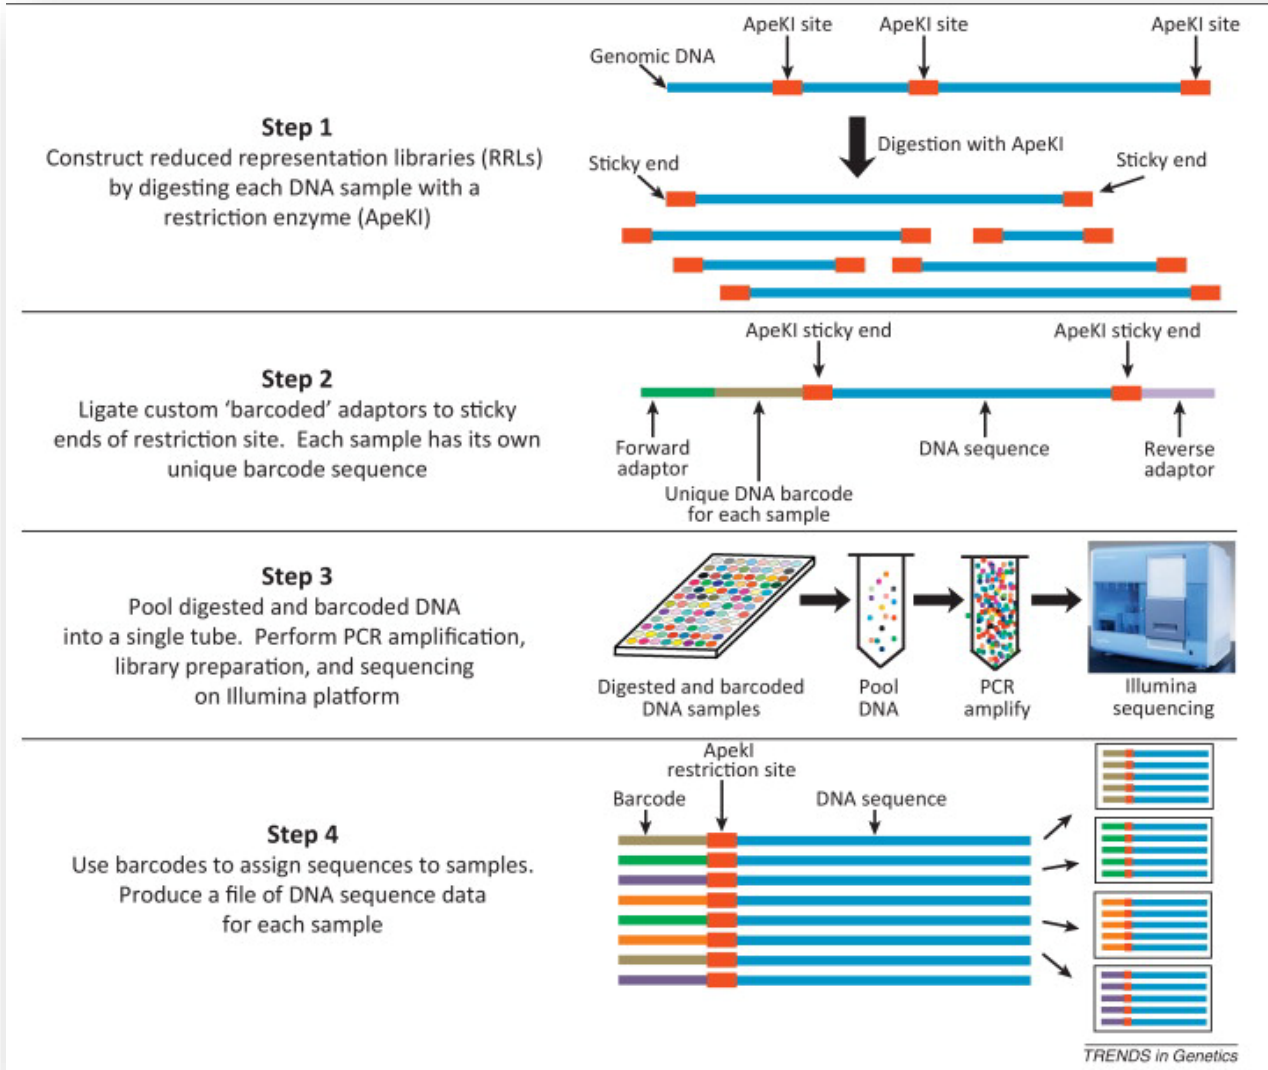 Step 1
Construct reduced representation libraries (RRLs)
by digesting each DNA sample with a
restriction enzyme (ApeKI)
ApeKI site
ApeKI site
ApeKI site
Genomic DNA
Digestion with ApeKI
Sticky end
Sticky end
Step 2
Ligate custom ‘barcoded’ adaptors to sticky
ends of restriction site. Each sample has its own
unique barcode sequence
ApeKI sticky end
ApeKI sticky end
Forward
adaptor
Unique DNA barcode
for each sample
DNA sequence
Reverse
adaptor
Step 3
Pool digested and barcoded DNA
into a single tube. Perform PCR amplification,
library preparation, and sequencing
on Illumina platform
Digested and barcoded
DNA samples
Pool
DNA
PCR
amplify
Illumina
sequencing
Step 4
Use barcodes to assign sequences to samples.
Produce a file of DNA sequence data
for each sample
ApekI
restriction site
Barcode
DNA sequence
TRENDS in Genetics